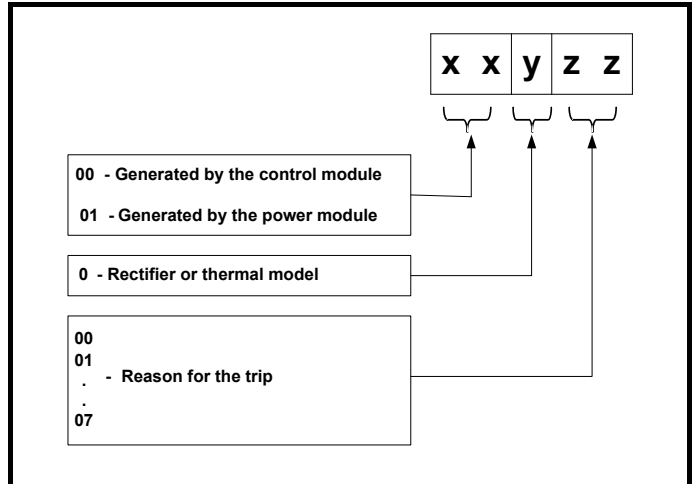 x x y z z
00 - Generated by the control module
01 - Generated by the power module
0 - Rectifier or thermal model
00
01
. - Reason for the trip
.
07